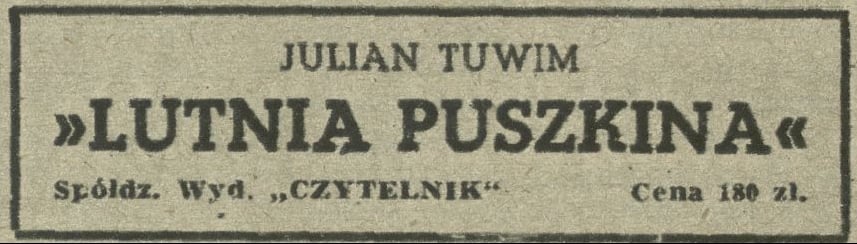 JULIAN TUWIM
»LUTNIA PUSZKINA«
Spółdz. Wyd. „CZYTELNIK“ Cena 180 zł.